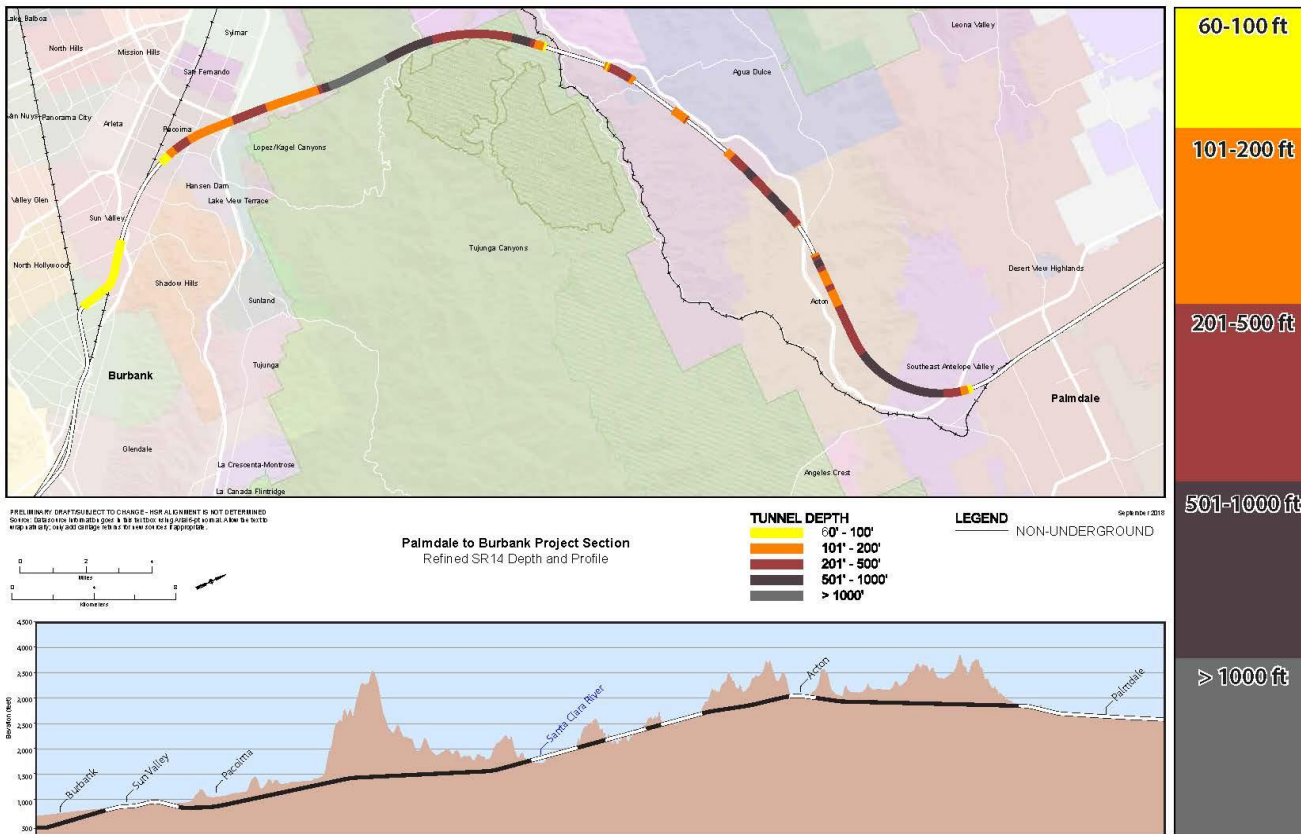 Lake Balboa
Sylmar
Leona Valley
North Hills
Mission Hills
San Fernando
Agua Dulce
Van Nuys
Panorama City
Arleta
Pacoima
Lopez/Kagel Canyons
Hansen Dam
Lake View Terrace
Valley Glen
Sun Valley
Tujunga Canyons
North Hollywood
Shadow Hills
Desert View Highlands
Sunland
Acton
Burbank
Tujunga
Southeast Antelope Valley
Palmdale
Glendale
La Crescenta-Montrose
Angeles Crest
La Canada Flintridge
60-100 ft
101-200 ft
201-500 ft
501-1000 ft
> 1000 ft
PRELIMINARY DRAFT/SUBJECT TO CHANGE - HSR ALIGNMENT IS NOT DETERMINED
September 2018
Palmdale to Burbank Project Section
Refined SR14 Depth and Profile
0 2 4
Miles
0 4 8
Kilometers
TUNNEL DEPTH
60' - 100'
101' - 200'
201' - 500'
501' - 1000'
> 1000'
LEGEND
NON-UNDERGROUND
Elevation (feet)
4,500
4,000
3,500
3,000
2,500
2,000
1,500
1,000
500
Burbank
Sun Valley
Pacoima
Santa Clara River
Acton
Palmdale